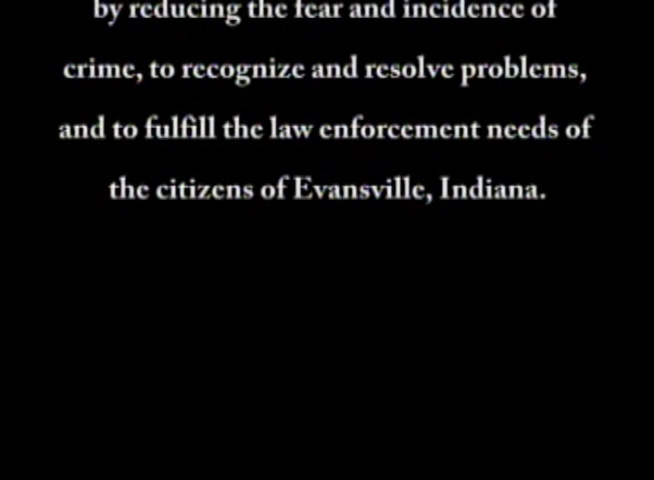 by reducing the fear and incidence of
crime, to recognize and resolve problems,
and to fulfill the law enforcement needs of
the citizens of Evansville, Indiana.